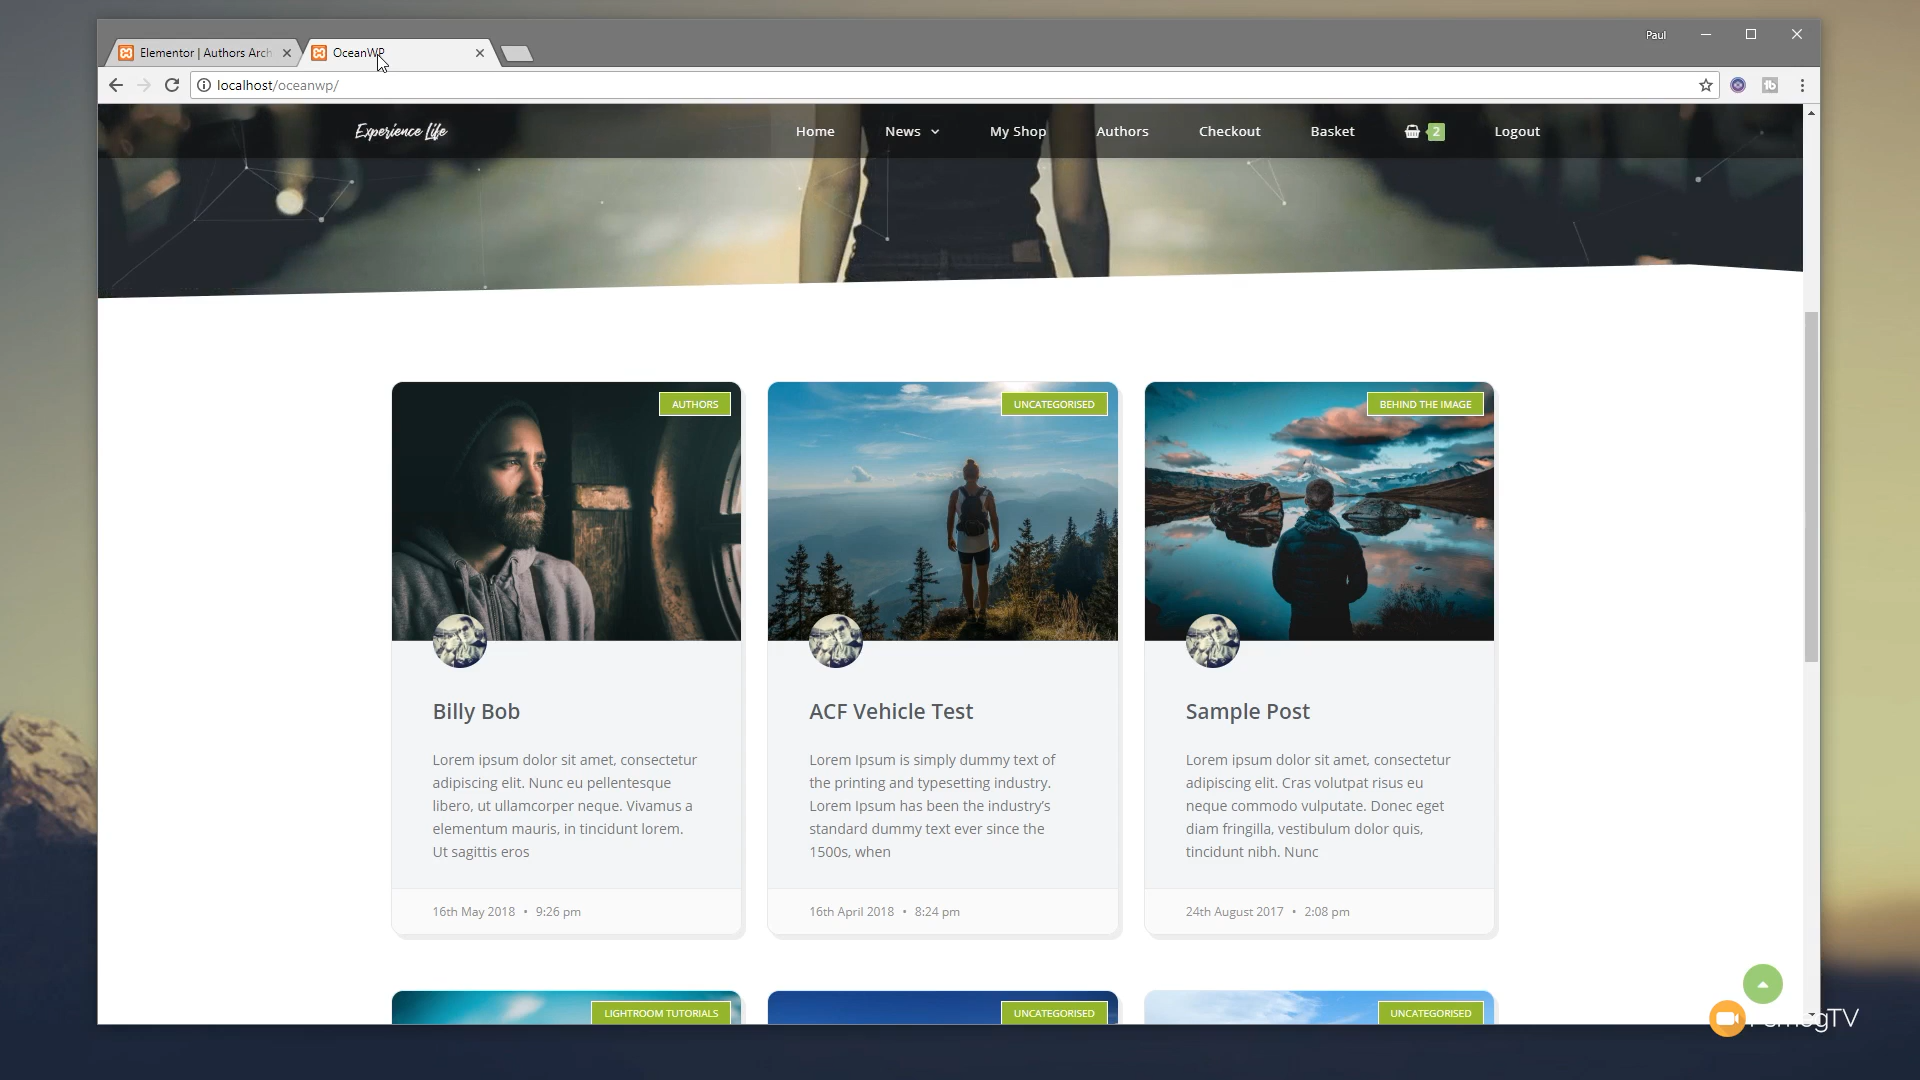 Paul
Elementor | Authors Arch
OceanWP
localhost/oceanwp/
Experience Life
Home
News
My Shop
Authors
Checkout
Basket
2
Logout
AUTHORS
UNCATEGORISED
BEHIND THE IMAGE
Billy Bob
Lorem ipsum dolor sit amet, consectetur
adipiscing elit. Nunc eu pellentesque
libero, ut ullamcorper neque. Vivamus a
elementum mauris, in tincidunt lorem.
Ut sagittis eros
16th May 2018 • 9:26 pm
ACF Vehicle Test
Lorem Ipsum is simply dummy text of
the printing and typesetting industry.
Lorem Ipsum has been the industry's
standard dummy text ever since the
1500s, when
16th April 2018 • 8:24 pm
Sample Post
Lorem ipsum dolor sit amet, consectetur
adipiscing elit. Cras volutpat risus eu
neque commodo vulputate. Donec eget
diam fringilla, vestibulum dolor quis,
tincidunt nibh. Nunc
24th August 2017 • 2:08 pm
LIGHTROOM TUTORIALS
UNCATEGORISED
UNCATEGORISED